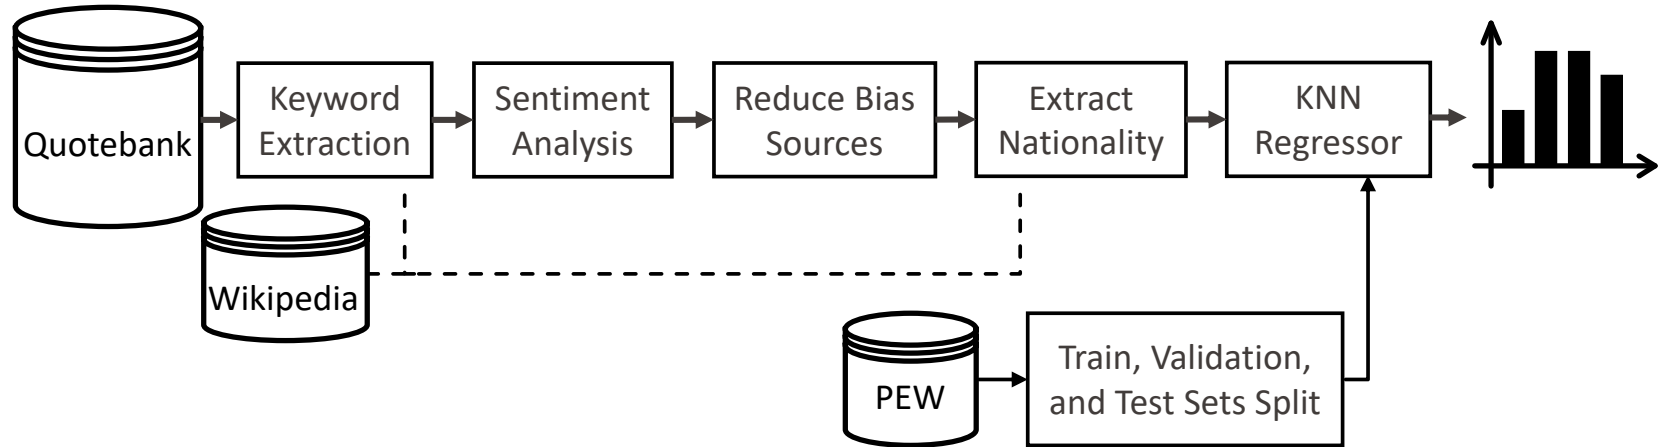 Quotebank
Keyword
Extraction
Sentiment
Analysis
Reduce Bias
Sources
Extract
Nationality
KNN
Regressor
Wikipedia
PEW
Train, Validation,
and Test Sets Split